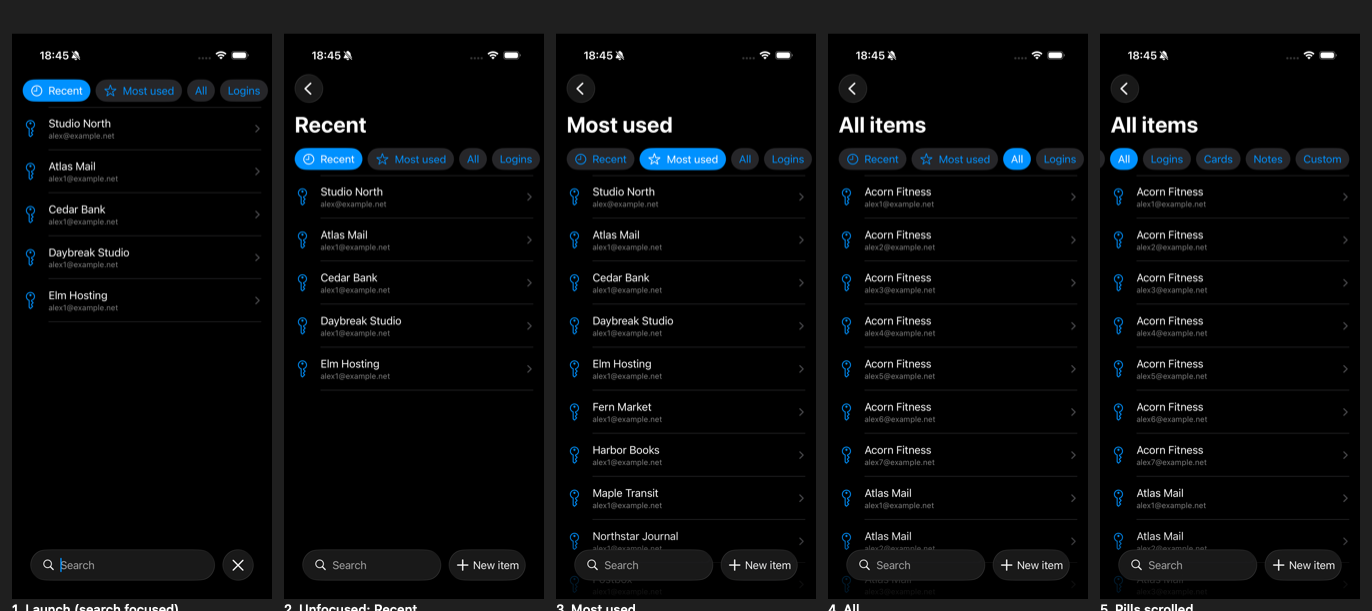 18:45
Recent
Most used
All
Logins
Studio North
alex@example.net
Atlas Mail
alex1@example.net
Cedar Bank
alex1@example.net
Daybreak Studio
alex1@example.net
Elm Hosting
alex1@example.net
Search
1. Launch (search focused)
18:45
Recent
Recent
Most used
All
Logins
Studio North
alex@example.net
Atlas Mail
alex1@example.net
Cedar Bank
alex1@example.net
Daybreak Studio
alex1@example.net
Elm Hosting
alex1@example.net
Search
New item
2. Unfocused: Recent
18:45
Most used
Recent
Most used
All
Logins
Studio North
alex@example.net
Atlas Mail
alex1@example.net
Cedar Bank
alex1@example.net
Daybreak Studio
alex1@example.net
Elm Hosting
alex1@example.net
Fern Market
alex1@example.net
Harbor Books
alex1@example.net
Maple Transit
alex1@example.net
Northstar Journal
alex1@example.net
Search
New item
3. Most used
18:45
All items
Recent
Most used
All
Logins
Acorn Fitness
alex1@example.net
Acorn Fitness
alex2@example.net
Acorn Fitness
alex3@example.net
Acorn Fitness
alex4@example.net
Acorn Fitness
alex5@example.net
Acorn Fitness
alex6@example.net
Acorn Fitness
alex7@example.net
Atlas Mail
alex1@example.net
Atlas Mail
alex2@example.net
Search
New item
Atlas Mail
4. All
18:45
All items
All
Logins
Cards
Notes
Custom
Acorn Fitness
alex1@example.net
Acorn Fitness
alex2@example.net
Acorn Fitness
alex3@example.net
Acorn Fitness
alex4@example.net
Acorn Fitness
alex5@example.net
Acorn Fitness
alex6@example.net
Acorn Fitness
alex7@example.net
Atlas Mail
alex1@example.net
Atlas Mail
alex2@example.net
Search
New item
Atlas Mail
5. Pills scrolled